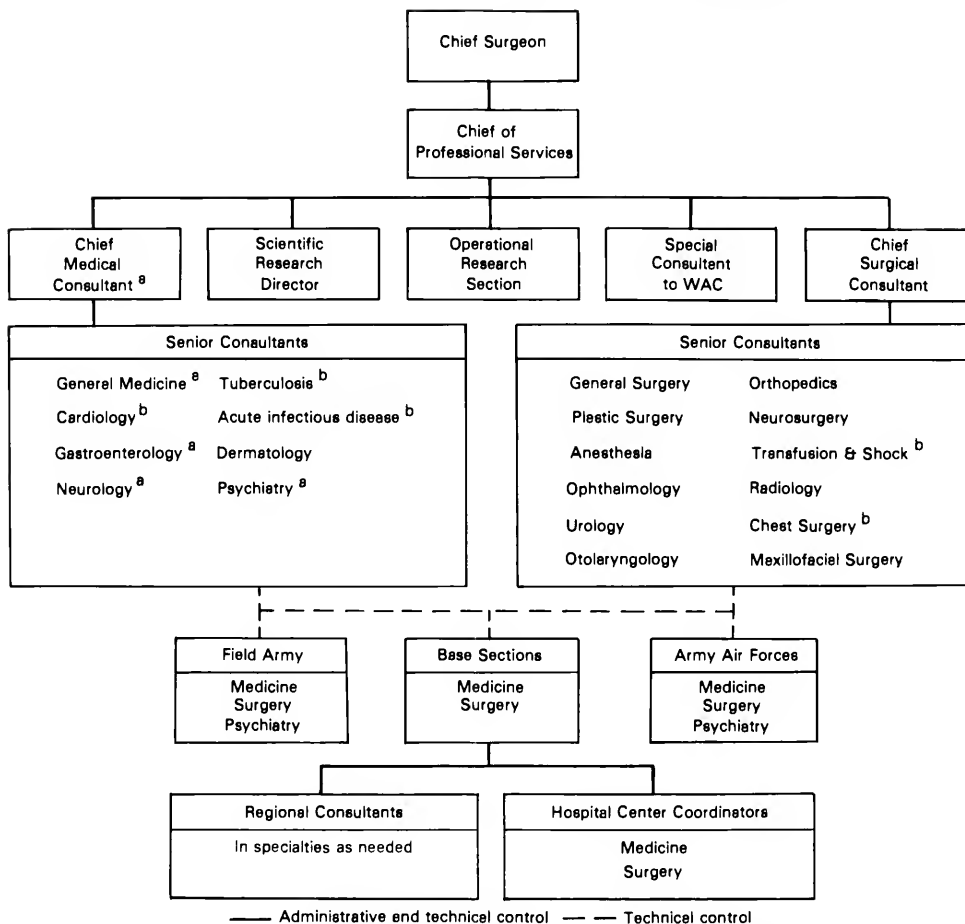 Chief Surgeon
Chief of
Professional Services
Chief
Medical
Consultant a
Scientific
Research
Director
Operational
Research
Section
Special
Consultant
to WAC
Chief
Surgical
Consultant
Senior Consultants
General Medicine a
Tuberculosis b
Cardiology b
Acute infectious disease b
Gastroenterology a
Dermatology
Neurology a
Psychiatry a
Senior Consultants
General Surgery
Orthopedics
Plestic Surgery
Neurosurgery
Anesthesia
Transfusion & Shock b
Ophthalmology
Radiology
Urology
Chest Surgery b
Otolaryngology
Mexillofacial Surgery
Field Army
Medicine
Surgery
Psychiatry
Base Sections
Medicine
Surgery
Army Air Forces
Medicine
Surgery
Psychiatry
Regional Consultants
In specialties as needed
Hospital Center Coordinators
Medicine
Surgery
Administrative end technical control
Technical control